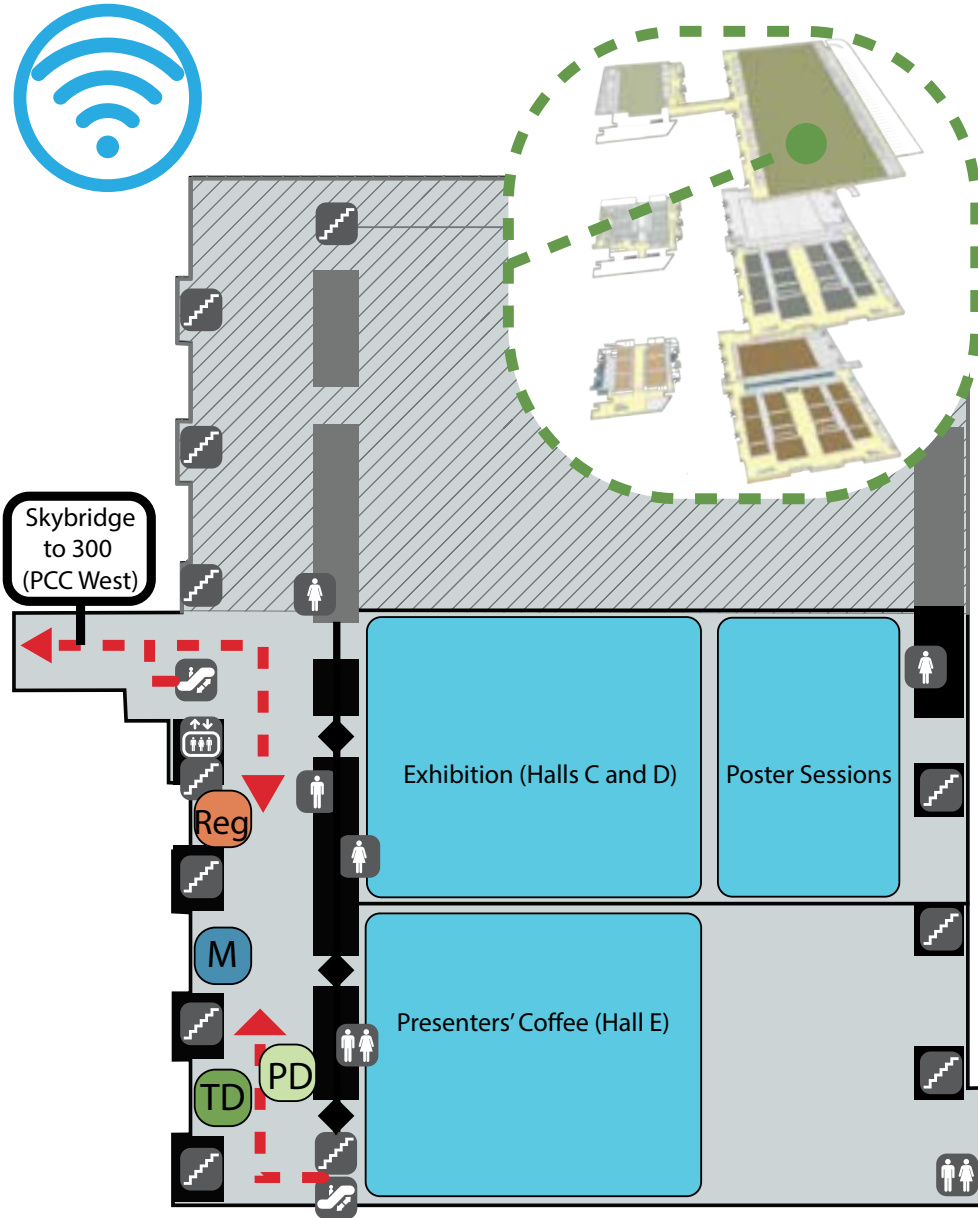 Skybridge
to 300
(PCC West)
Exhibition (Halls C and D)
Poster Sessions
Reg
M
Presenters’ Coffee (Hall E)
PD
TD